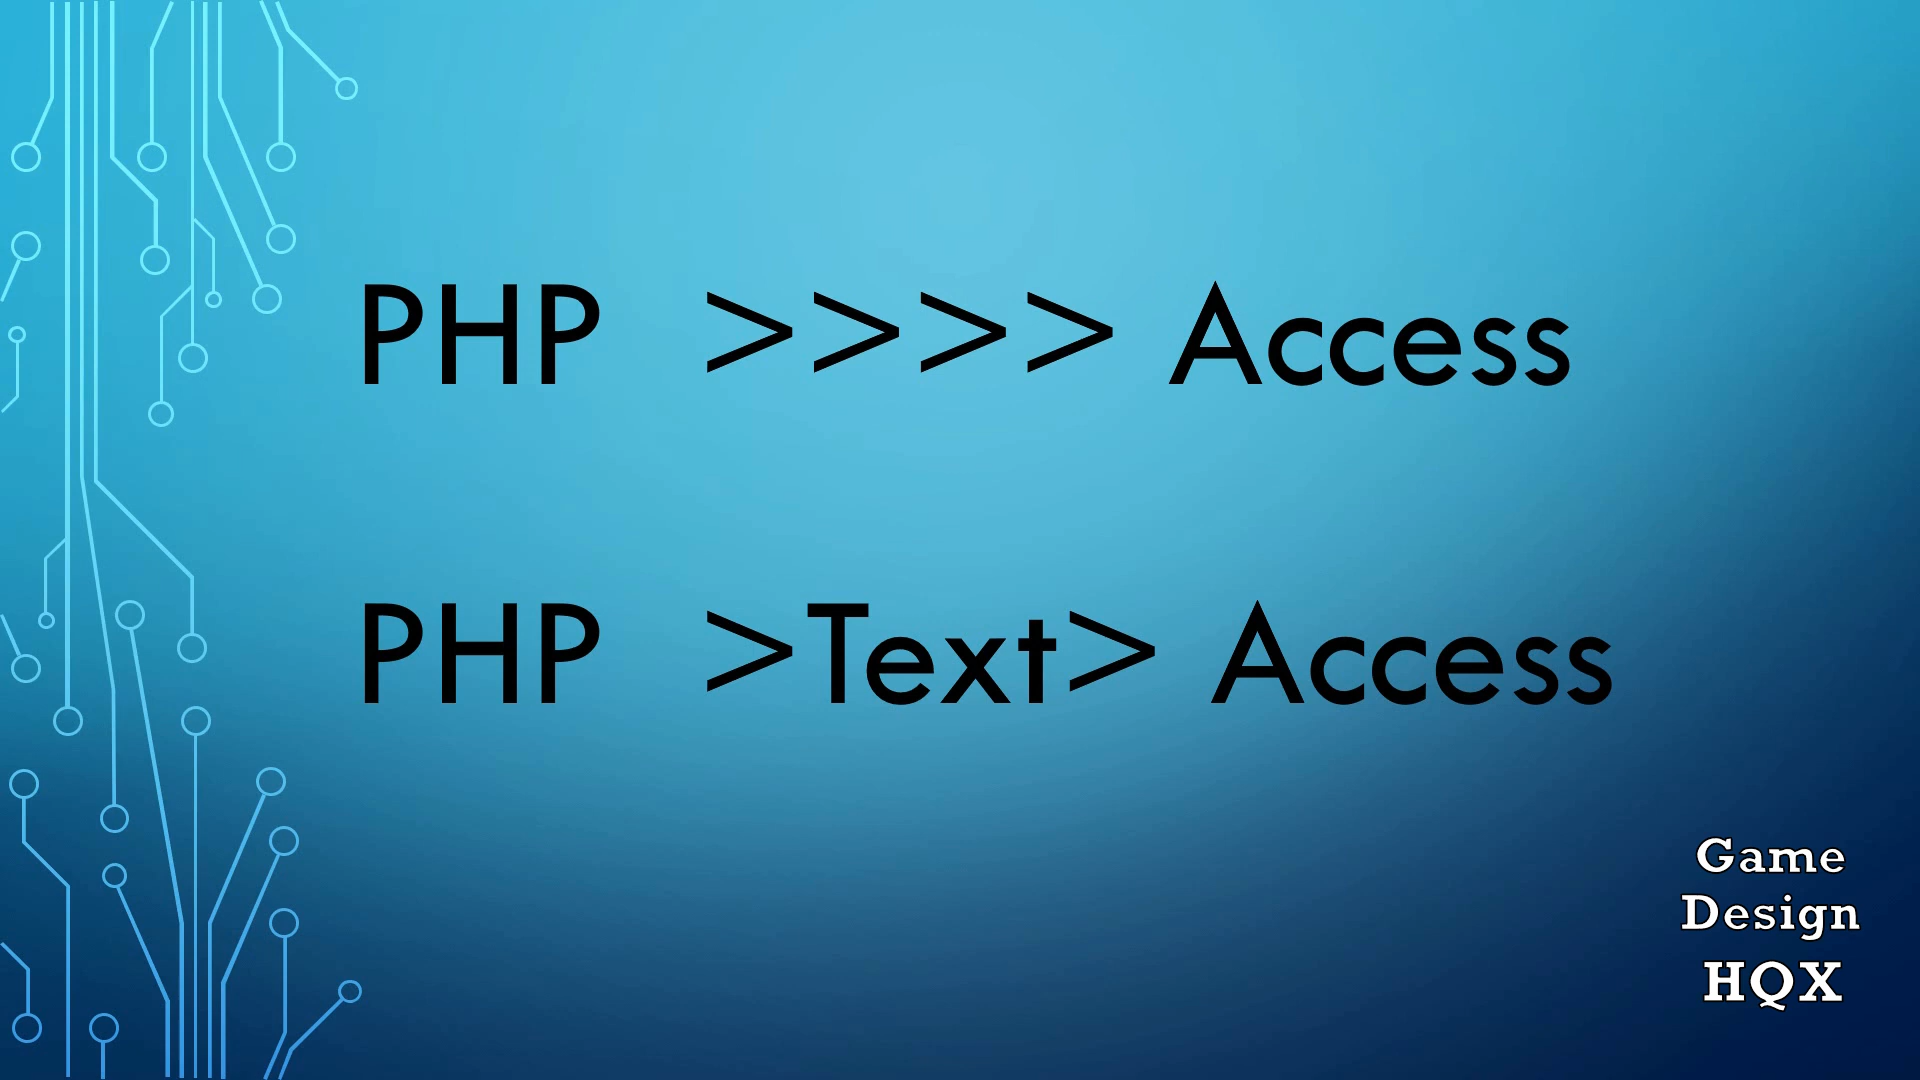 PHP >>>> Access
PHP >Text> Access
Game
Design
HQX